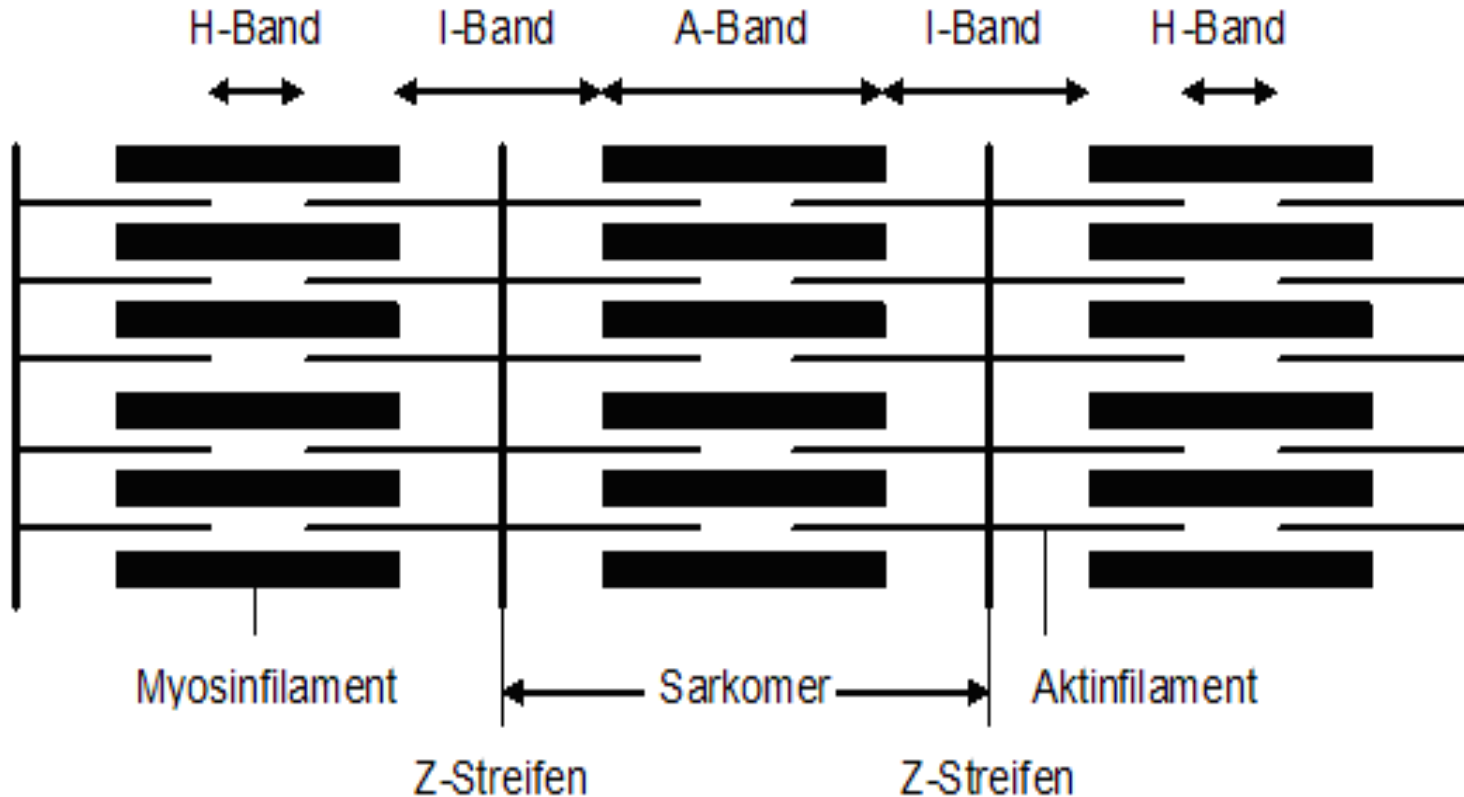 H-Band I-Band A-Band I-Band H-Band
Myosinfilament Sarkomer Aktinfilament
Z-Streifen Z-Streifen